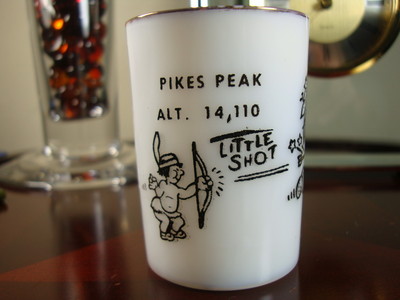 PIKES PEAK
ALT. 14,110
LITTLE
SHOT